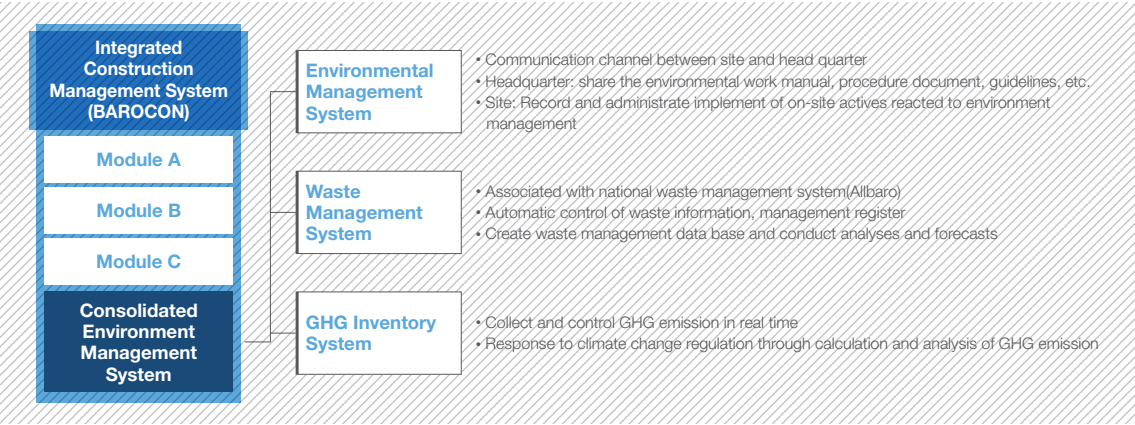 Integrated
Construction
Management System
(BAROCON)
Module A
Module B
Module C
Consolidated
Environment
Management
System
Environmental
Management
System
• Communication channel between site and head quarter
• Headquarter: share the environmental work manual, procedure document, guidelines, etc.
• Site: Record and administrate implement of on-site actives reacted to environment
management
Waste
Management
System
• Associated with national waste management system(Allbaro)
• Automatic control of waste information, management register
• Create waste management data base and conduct analyses and forecasts
GHG Inventory
System
• Collect and control GHG emission in real time
• Response to climate change regulation through calculation and analysis of GHG emission